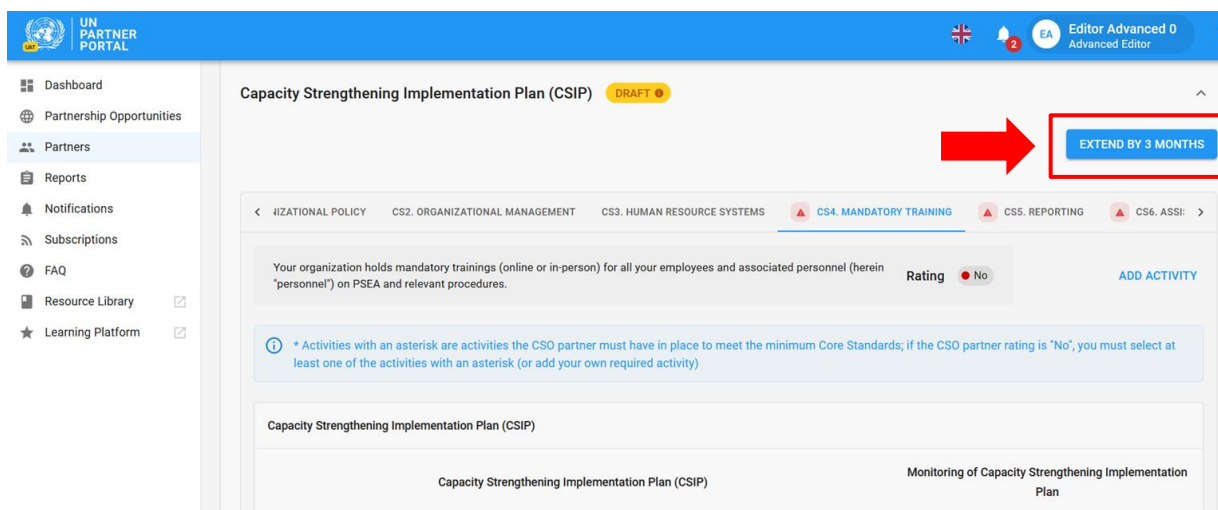 UN
PARTNER
PORTAL
UAT
2
EA
Editor Advanced 0
Advanced Editor
Dashboard
Partnership Opportunities
Partners
Reports
Notifications
Subscriptions
FAQ
Resource Library
Learning Platform
Capacity Strengthening Implementation Plan (CSIP) DRAFT
EXTEND BY 3 MONTHS
IIZATIONAL POLICY CS2. ORGANIZATIONAL MANAGEMENT CS3. HUMAN RESOURCE SYSTEMS CS4. MANDATORY TRAINING CS5. REPORTING CS6. ASSI
Your organization holds mandatory trainings (online or in-person) for all your employees and associated personnel (herein
"personnel") on PSEA and relevant procedures.
Rating No
ADD ACTIVITY
* Activities with an asterisk are activities the CSO partner must have in place to meet the minimum Core Standards; if the CSO partner rating is "No", you must select at
least one of the activities with an asterisk (or add your own required activity)
Capacity Strengthening Implementation Plan (CSIP)
Capacity Strengthening Implementation Plan (CSIP)
Monitoring of Capacity Strengthening Implementation
Plan